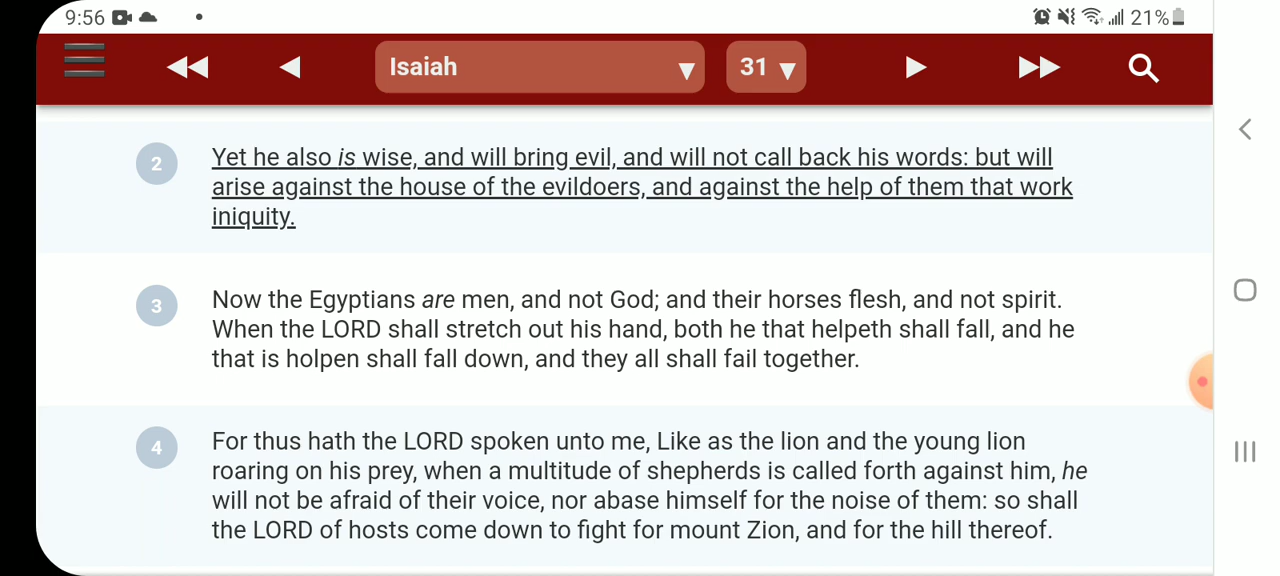 9:56
21%
Isaiah
31
2
Yet he also is wise, and will bring evil, and will not call back his words: but will
arise against the house of the evildoers, and against the help of them that work
iniquity.
3
Now the Egyptians are men, and not God; and their horses flesh, and not spirit.
When the LORD shall stretch out his hand, both he that helpeth shall fall, and he
that is holpen shall fall down, and they all shall fail together.
4
For thus hath the LORD spoken unto me, Like as the lion and the young lion
roaring on his prey, when a multitude of shepherds is called forth against him, he
will not be afraid of their voice, nor abase himself for the noise of them: so shall
the LORD of hosts come down to fight for mount Zion, and for the hill thereof.